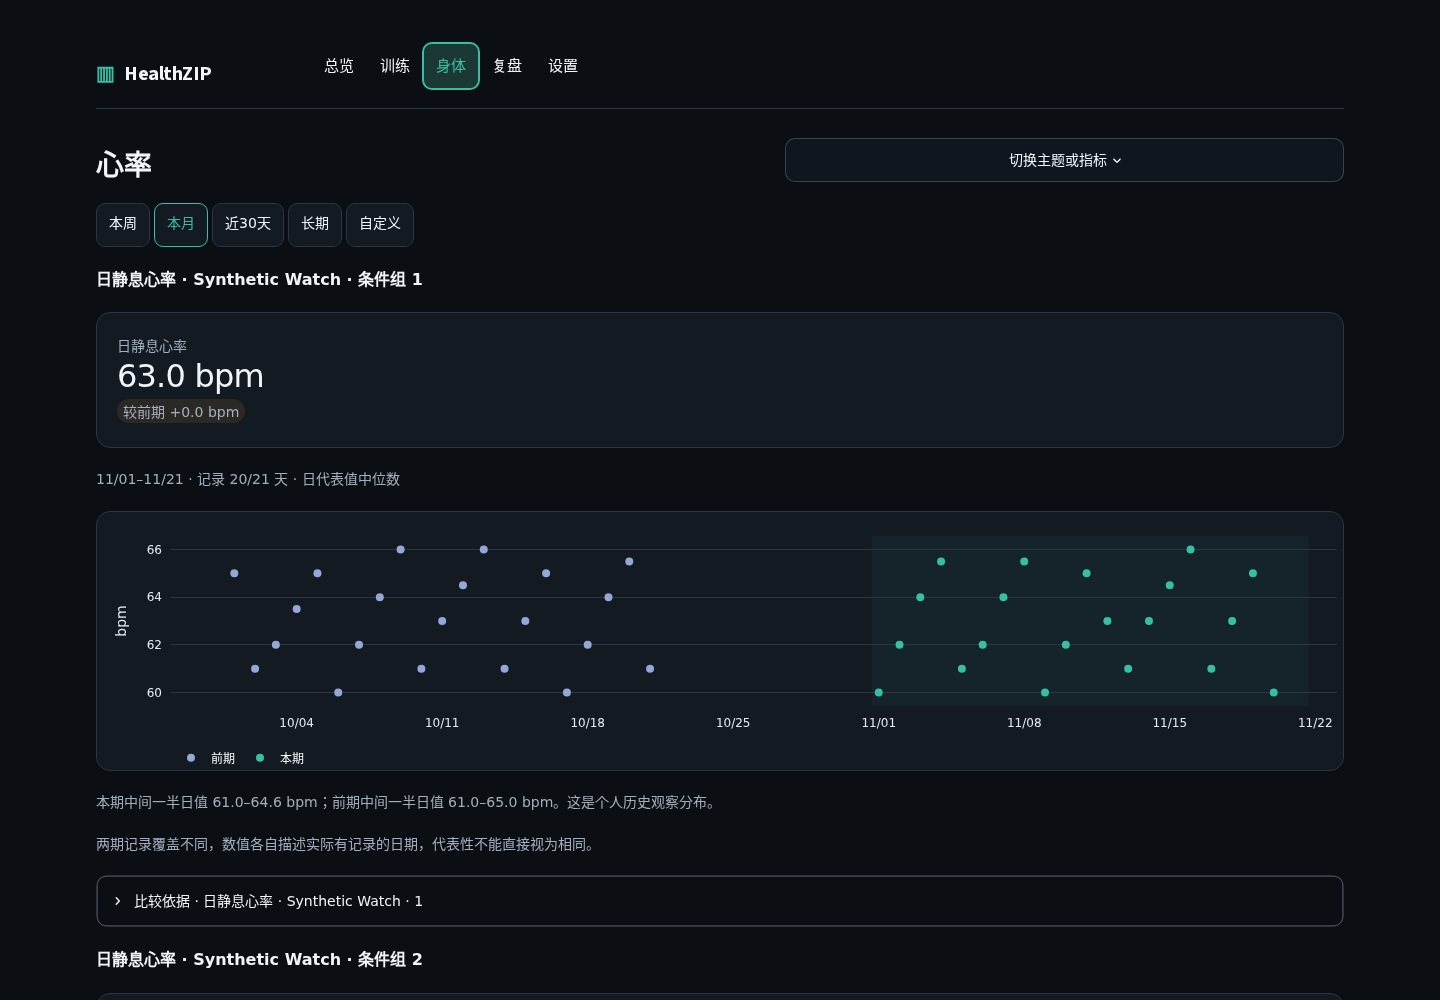 HealthZIP
总览 训练 身体 复盘 设置
心率
切换主题或指标
本周 本月 近30天 长期 自定义
日静息心率 · Synthetic Watch · 条件组 1
日静息心率
63.0 bpm
较前期 +0.0 bpm
11/01–11/21 · 记录 20/21 天 · 日代表值中位数
66
64
62
60
bpm
10/04 10/11 10/18 10/25 11/01 11/08 11/15 11/22
前期 本期
本期中间一半日值 61.0–64.6 bpm；前期中间一半日值 61.0–65.0 bpm。这是个人历史观察分布。
两期记录覆盖不同，数值各自描述实际有记录的日期，代表性不能直接视为相同。
比较依据 · 日静息心率 · Synthetic Watch · 1
日静息心率 · Synthetic Watch · 条件组 2